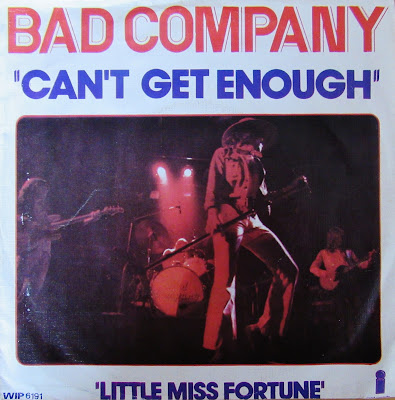 BAD COMPANY
"CAN'T GET ENOUGH"
WIP 6191
'LITTLE MISS FORTUNE'